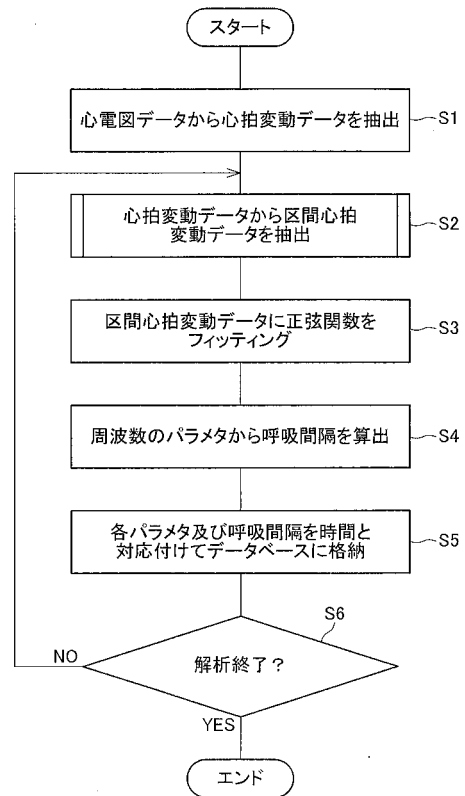 スタート
心電図データから心拍変動データを抽出
S1
心拍変動データから区間心拍
変動データを抽出
S2
区間心拍変動データに正弦関数を
フィッティング
S3
周波数のパラメタから呼吸間隔を算出
S4
各パラメタ及び呼吸間隔を時間と
対応付けてデータベースに格納
S5
S6
解析終了?
NO
YES
エンド